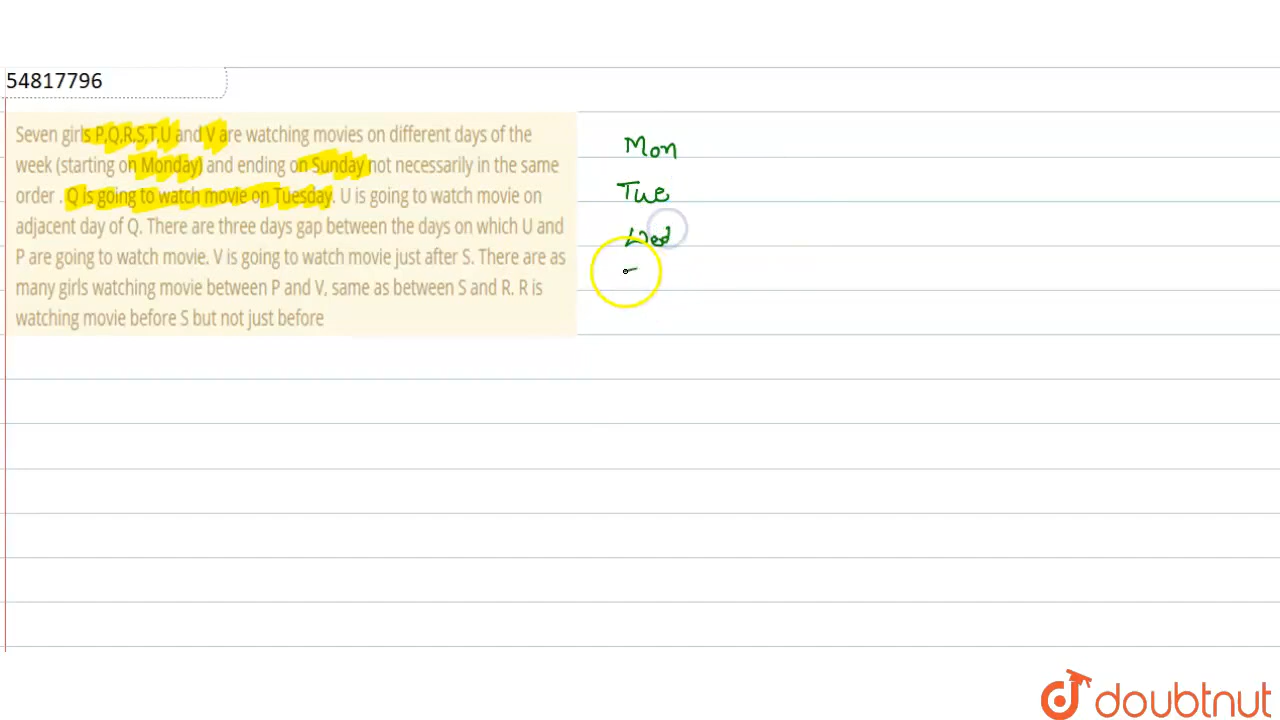 54817796
Seven girls P,Q,R,S,T,U and V are watching movies on different days of the
week (starting on Monday) and ending on Sunday not necessarily in the same
order . Q is going to watch movie on Tuesday. U is going to watch movie on
adjacent day of Q. There are three days gap between the days on which U and
P are going to watch movie. V is going to watch movie just after S. There are as
many girls watching movie between P and V, same as between S and R. R is
watching movie before S but not just before
Mon
Tue
Wed
doubtnut